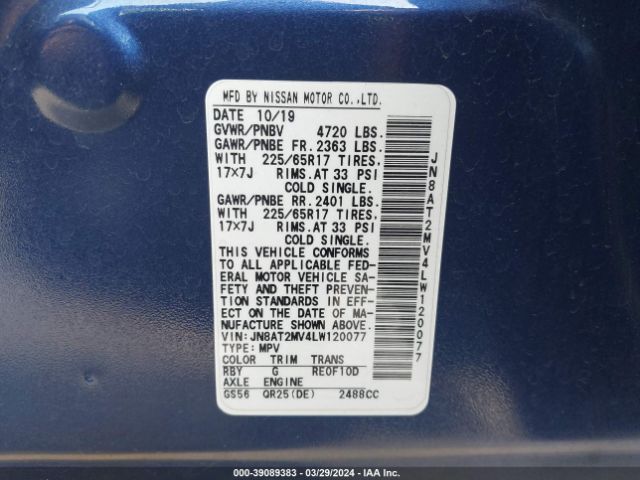 MFD BY NISSAN MOTOR CO.,LTD.
DATE 10/19
GVWR/PNBV 4720 LBS.
GAWR/PNBE FR. 2363 LBS.
WITH 225/65R17 TIRES,
17×7J RIMS.AT 33 PSI
COLD SINGLE.
GAWR/PNBE RR. 2401 LBS.
WITH 225/65R17 TIRES,
17×7J RIMS.AT 33 PSI
COLD SINGLE.
THIS VEHICLE CONFORMS
TO ALL APPLICABLE FED-
ERAL MOTOR VEHICLE SA-
FETY AND THEFT PREVEN-
TION STANDARDS IN EFF-
ECT ON THE DATE OF MA-
NUFACTURE SHOWN ABOVE.
VIN:JN8AT2MV4LW120077
TYPE: MPV
COLOR TRIM TRANS
RBY G RE0F10D
AXLE ENGINE
GS56 QR25(DE) 2488CC
JN8AT2MV4LW120077
000-39089383 / 03/29/2024 - IAA Inc.